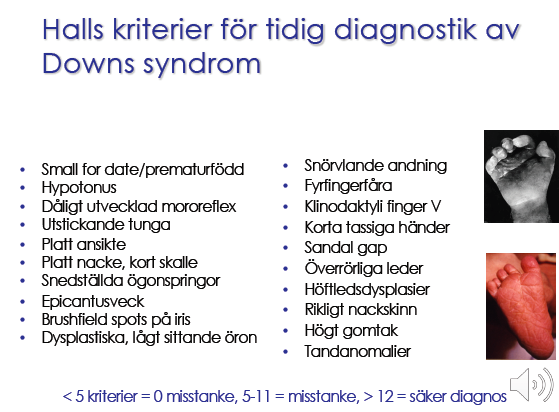 Halls kriterier för tidig diagnostik av
Downs syndrom
• Small for date/prematurfödd
• Hypotonus
• Dåligt utvecklad mororeflex
• Utstickande tunga
• Platt ansikte
• Platt nacke, kort skalle
• Snedställda ögonspringor
• Epicantusveck
• Brushfield spots på iris
• Dysplastiska, lågt sittande öron
• Snörvlande andning
• Fyrfingerfåra
• Klinodaktyli finger V
• Korta tassiga händer
• Sandal gap
• Överrörliga leder
• Höftledsdysplasier
• Rikligt nackskinn
• Högt gomtak
• Tandanomalier
< 5 kriterier = 0 misstanke, 5-11 = misstanke, > 12 = säker diagnos